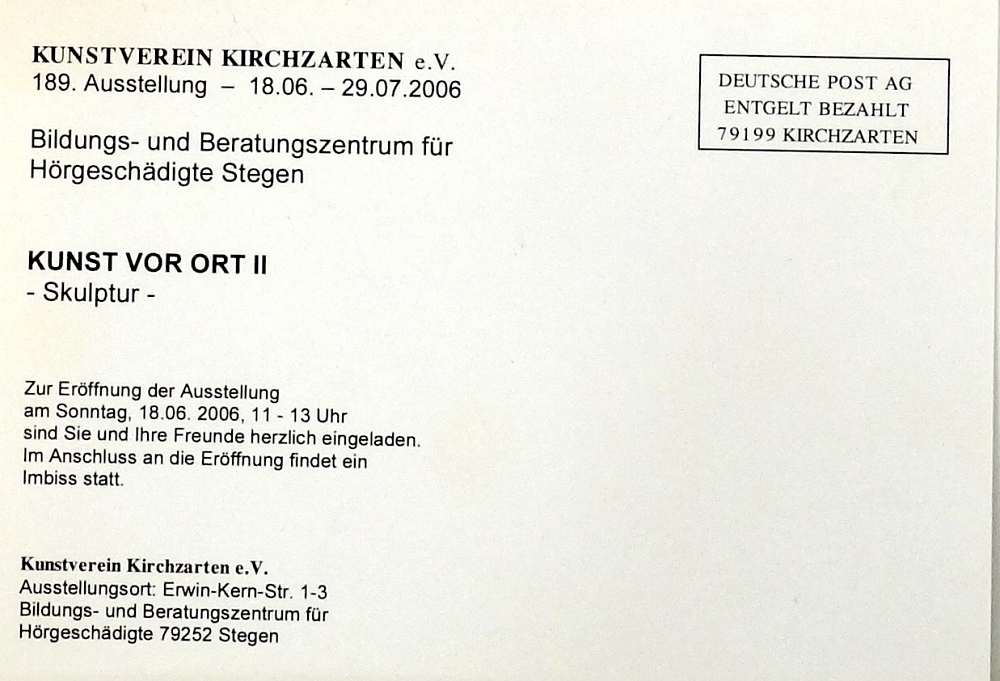 KUNSTVEREIN KIRCHZARTEN e.V.
189. Ausstellung – 18.06. – 29.07.2006
Bildungs- und Beratungszentrum für
Hörgeschädigte Stegen
DEUTSCHE POST AG
ENTGELT BEZAHLT
79199 KIRCHZARTEN
KUNST VOR ORT II
- Skulptur -
Zur Eröffnung der Ausstellung
am Sonntag, 18.06. 2006, 11 - 13 Uhr
sind Sie und Ihre Freunde herzlich eingeladen.
Im Anschluss an die Eröffnung findet ein
Imbiss statt.
Kunstverein Kirchzarten e.V.
Ausstellungsort: Erwin-Kern-Str. 1-3
Bildungs- und Beratungszentrum für
Hörgeschädigte 79252 Stegen